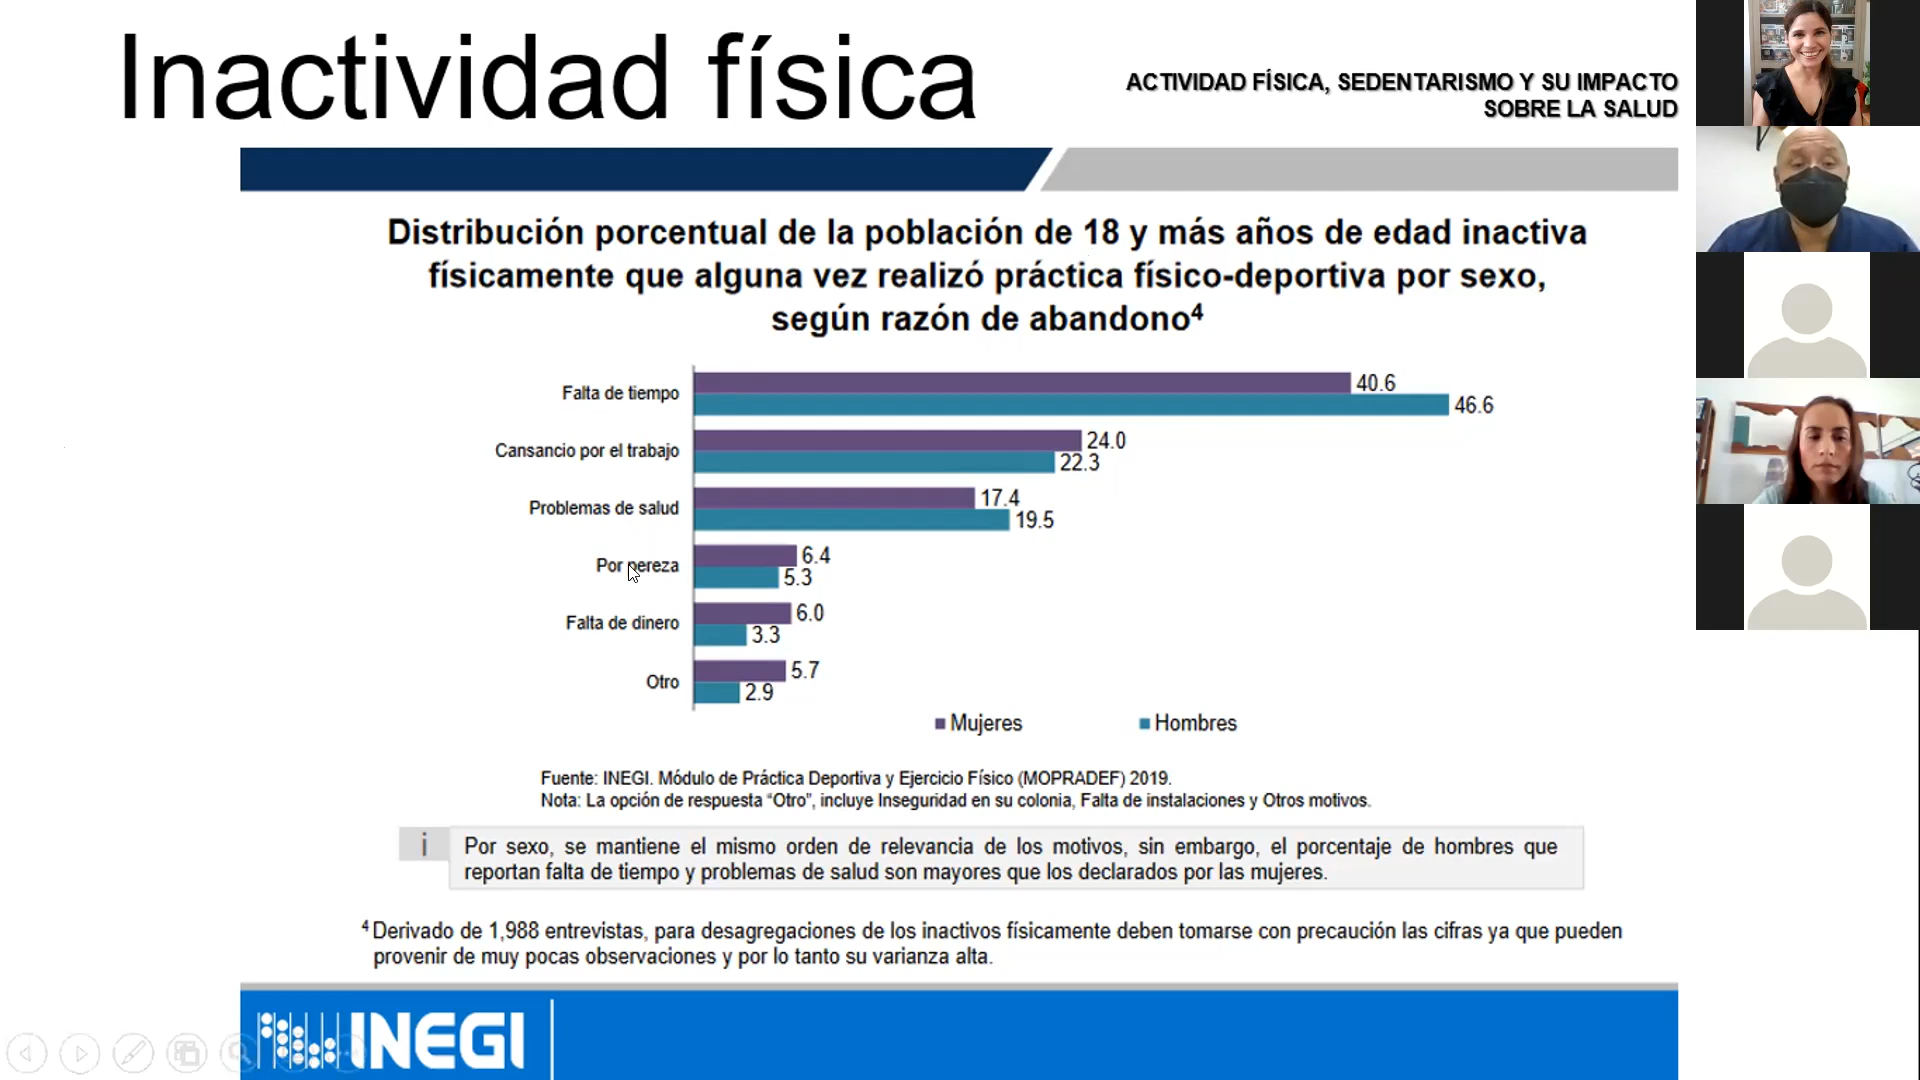 Inactividad física
ACTIVIDAD FÍSICA, SEDENTARISMO Y SU IMPACTO
SOBRE LA SALUD
Distribución porcentual de la población de 18 y más años de edad inactiva
físicamente que alguna vez realizó práctica físico-deportiva por sexo,
según razón de abandono⁴
Falta de tiempo
40.6
46.6
Cansancio por el trabajo
24.0
22.3
Problemas de salud
17.4
19.5
Por pereza
6.4
5.3
Falta de dinero
6.0
3.3
Otro
5.7
2.9
Mujeres
Hombres
Fuente: INEGI. Módulo de Práctica Deportiva y Ejercicio Físico (MOPRADEF) 2019.
Nota: La opción de respuesta “Otro”, incluye Inseguridad en su colonia, Falta de instalaciones y Otros motivos.
i
Por sexo, se mantiene el mismo orden de relevancia de los motivos, sin embargo, el porcentaje de hombres que
reportan falta de tiempo y problemas de salud son mayores que los declarados por las mujeres.
⁴ Derivado de 1,988 entrevistas, para desagregaciones de los inactivos físicamente deben tomarse con precaución las cifras ya que pueden
provenir de muy pocas observaciones y por lo tanto su varianza alta.
INEGI